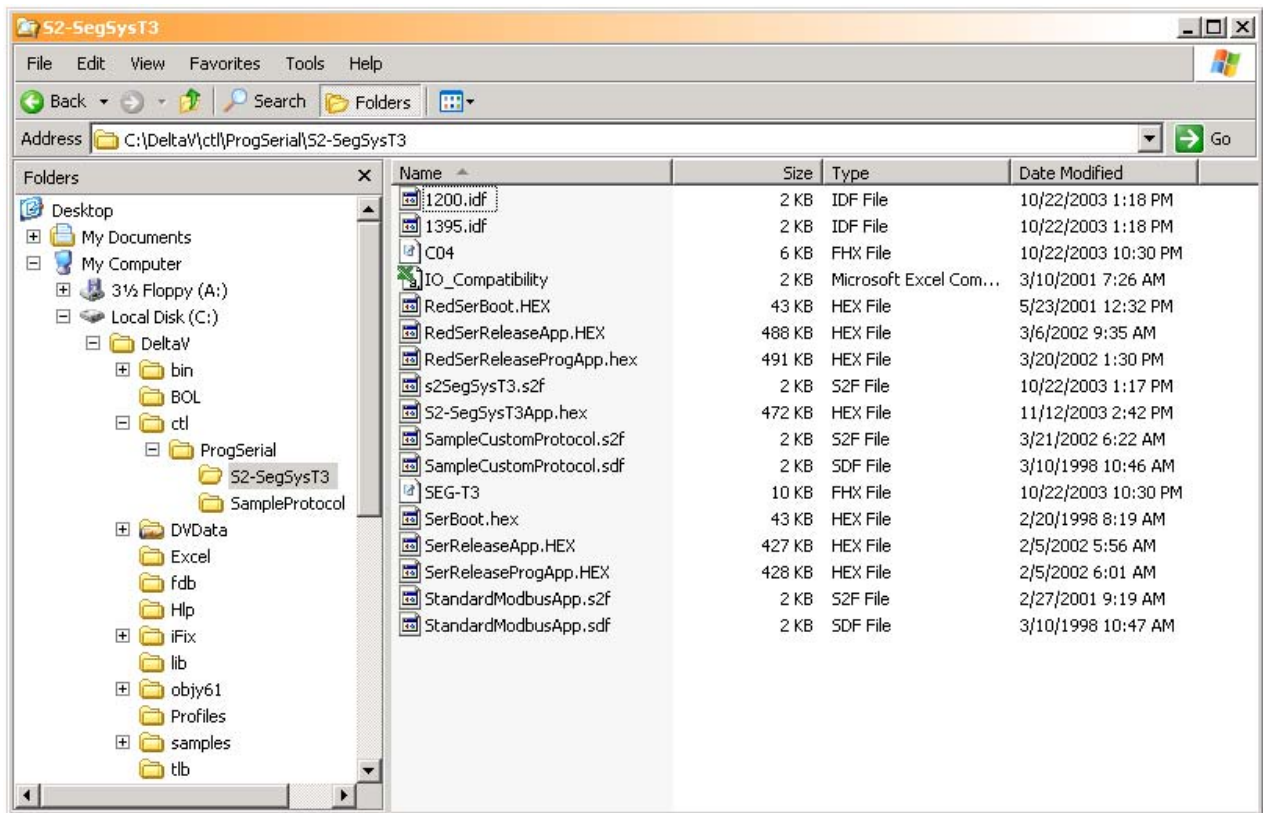 S2-SegSysT3
File Edit View Favorites Tools Help
Back Search Folders
Address C:\DeltaV\ctl\ProgSerial\S2-SegSysT3 Go
Folders
Desktop
My Documents
My Computer
3½ Floppy (A:)
Local Disk (C:)
DeltaV
bin
BOL
ctl
ProgSerial
S2-SegSysT3
SampleProtocol
DVData
Excel
fdb
Hlp
iFix
lib
objy61
Profiles
samples
tlb
Name Size Type Date Modified
1200.idf 2 KB IDF File 10/22/2003 1:18 PM
1395.idf 2 KB IDF File 10/22/2003 1:18 PM
C04 6 KB FHX File 10/22/2003 10:30 PM
IO_Compatibility 2 KB Microsoft Excel Com... 3/10/2001 7:26 AM
RedSerBoot.HEX 43 KB HEX File 5/23/2001 12:32 PM
RedSerReleaseApp.HEX 488 KB HEX File 3/6/2002 9:35 AM
RedSerReleaseProgApp.hex 491 KB HEX File 3/20/2002 1:30 PM
s2SegSysT3.s2f 2 KB S2F File 10/22/2003 1:17 PM
S2-SegSysT3App.hex 472 KB HEX File 11/12/2003 2:42 PM
SampleCustomProtocol.s2f 2 KB S2F File 3/21/2002 6:22 AM
SampleCustomProtocol.sdf 2 KB SDF File 3/10/1998 10:46 AM
SEG-T3 10 KB FHX File 10/22/2003 10:30 PM
SerBoot.hex 43 KB HEX File 2/20/1998 8:19 AM
SerReleaseApp.HEX 427 KB HEX File 2/5/2002 5:56 AM
SerReleaseProgApp.HEX 428 KB HEX File 2/5/2002 6:01 AM
StandardModbusApp.s2f 2 KB S2F File 2/27/2001 9:19 AM
StandardModbusApp.sdf 2 KB SDF File 3/10/1998 10:47 AM